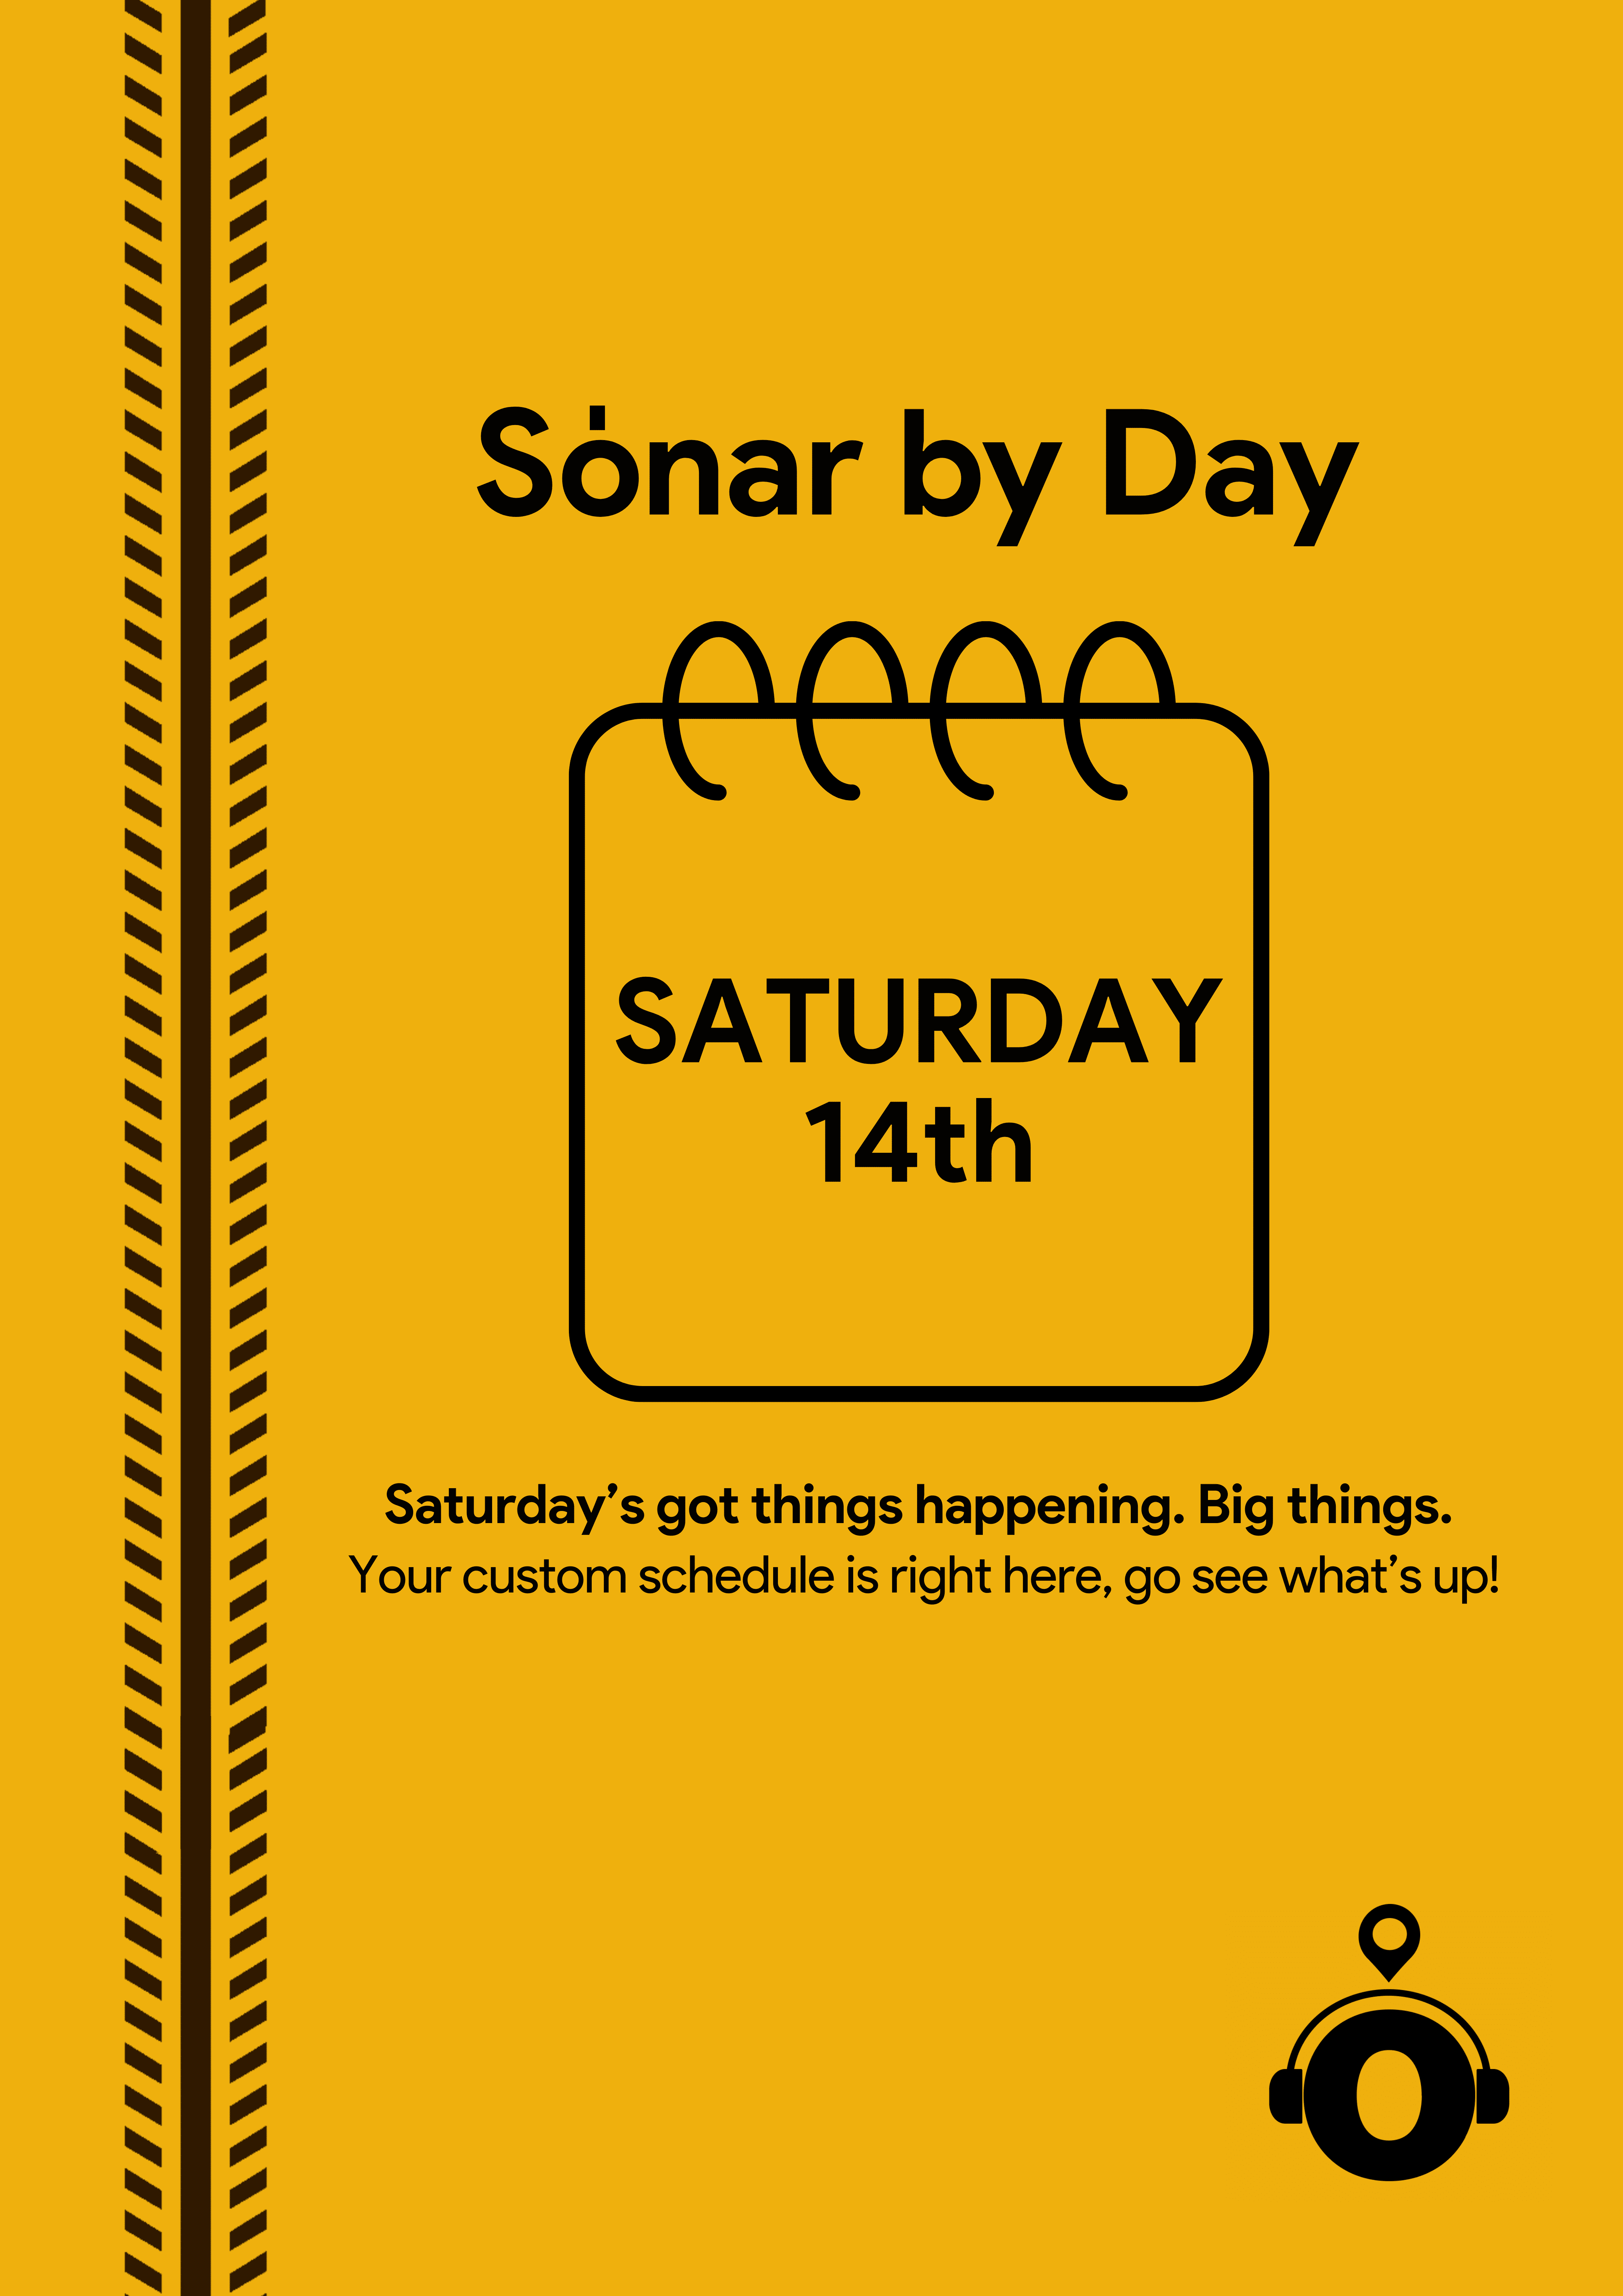 Sónar by Day
SATURDAY
14th
Saturday’s got things happening. Big things.
Your custom schedule is right here, go see what’s up!
O